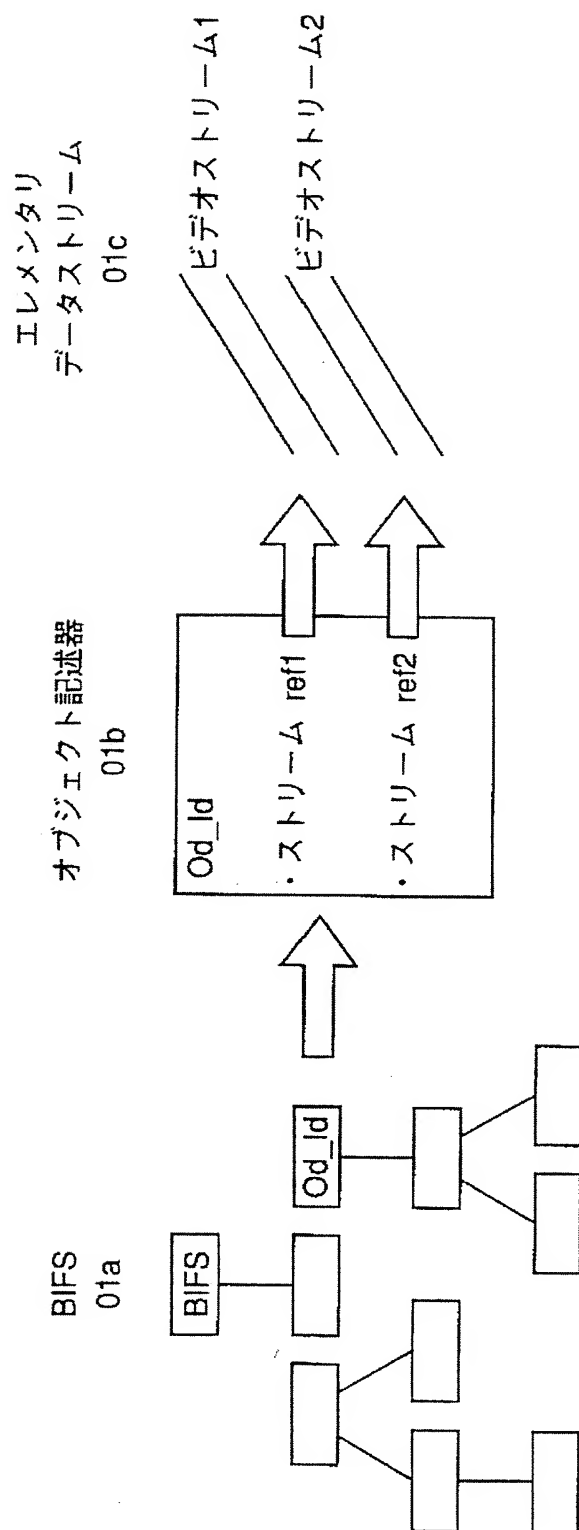 BIFS
01a
BIFS
Od_Id
オブジェクト記述器
01b
Od_Id
・ストリーム ref1
・ストリーム ref2
エレメンタリ
データストリーム
01c
ビデオストリーム1
ビデオストリーム2